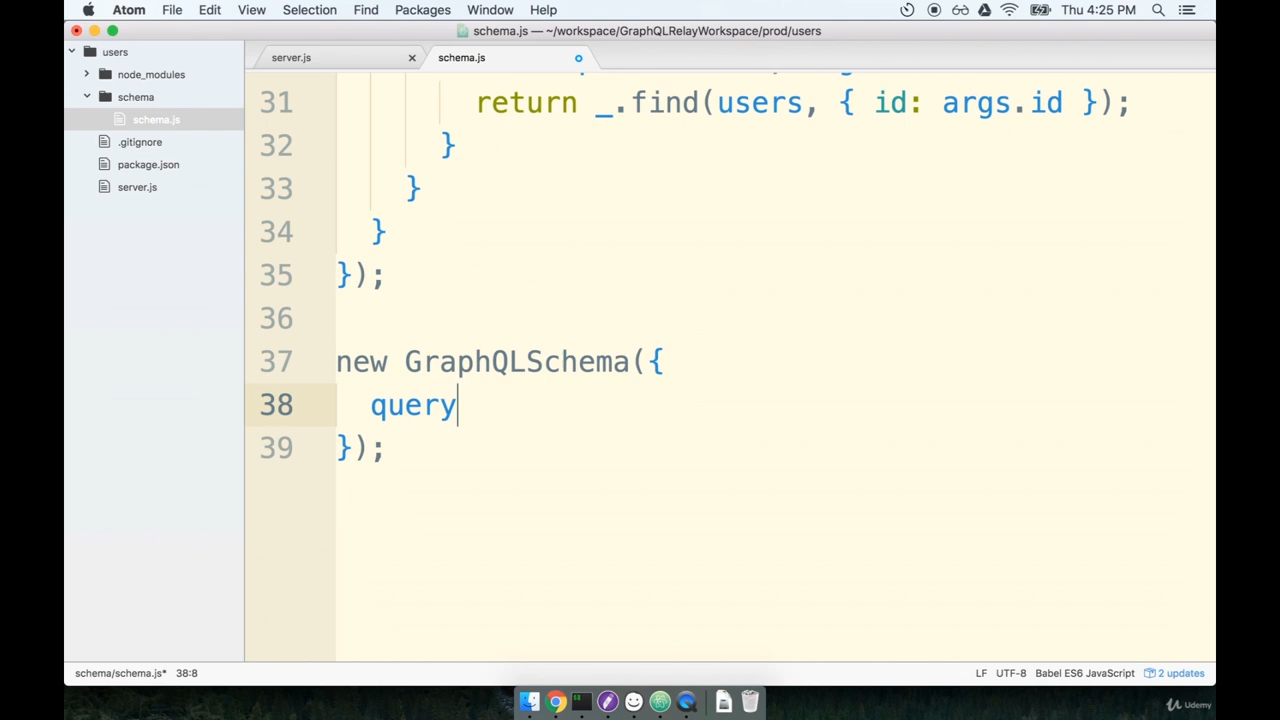 Atom File Edit View Selection Find Packages Window Help Thu 4:25 PM
schema.js — ~/workspace/GraphQLRelayWorkspace/prod/users
users
server.js
schema.js
node_modules
schema
schema.js
.gitignore
package.json
server.js
31 return _.find(users, { id: args.id });
32 }
33 }
34 }
35 });
36
37 new GraphQLSchema({
38 query
39 });
schema/schema.js* 38:8 LF UTF-8 Babel ES6 JavaScript 2 updates
Udemy